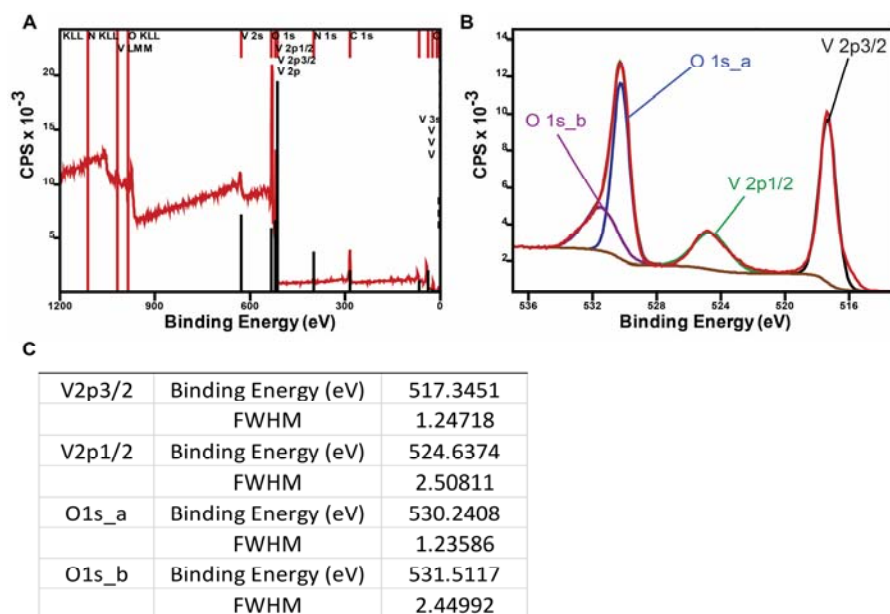 A
KLL N KLL O KLL V 2s O 1s N 1s C 1s
V LMM V 2p1/2
V 2p3/2
V 2p
V 3s
V
V
V
CPS x 10⁻³
20
15
10
5
1200 900 600 300 0
Binding Energy (eV)
B
14
12
10
8
6
4
2
CPS x 10⁻³
O 1s_a
O 1s_b
V 2p1/2
V 2p3/2
536 532 528 524 520 516
Binding Energy (eV)
C
V2p3/2 Binding Energy (eV) 517.3451
FWHM 1.24718
V2p1/2 Binding Energy (eV) 524.6374
FWHM 2.50811
O1s_a Binding Energy (eV) 530.2408
FWHM 1.23586
O1s_b Binding Energy (eV) 531.5117
FWHM 2.44992